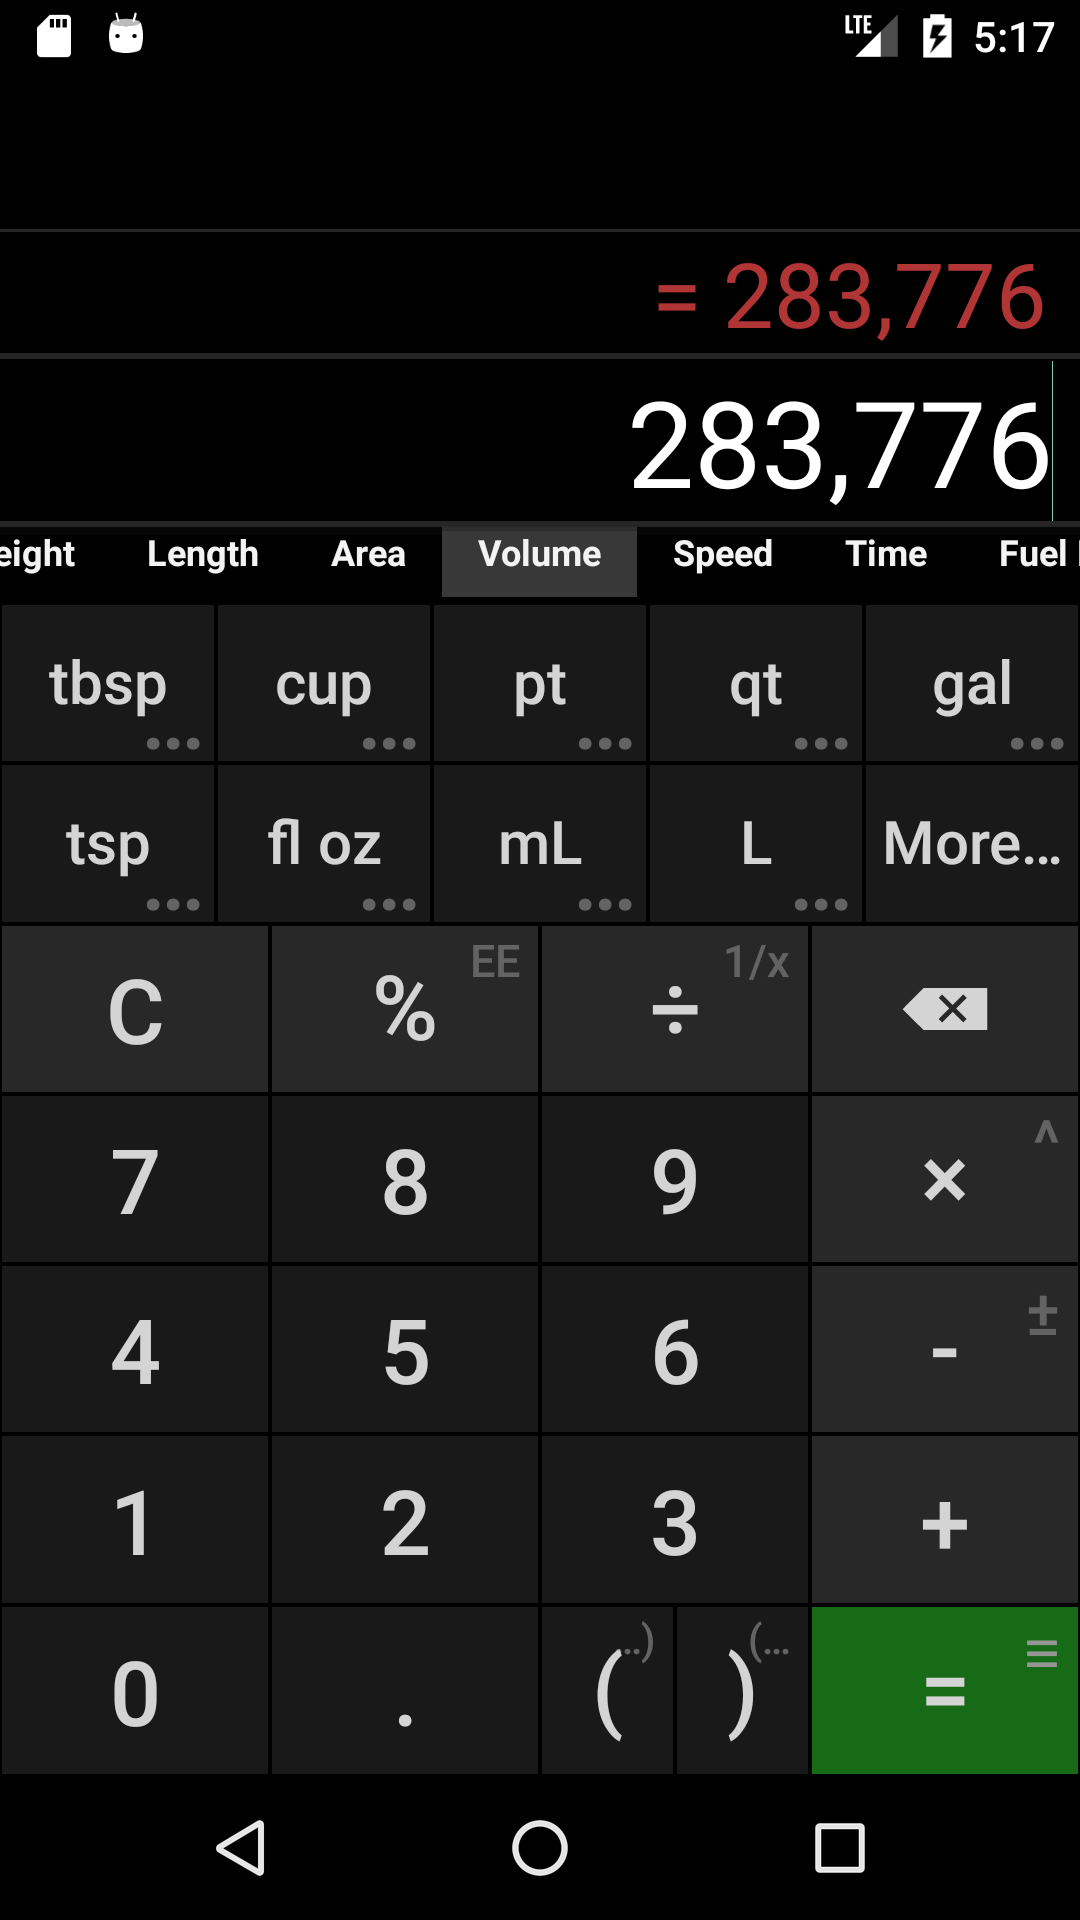 LTE 5:17
= 283,776
283,776
eight Length Area Volume Speed Time Fuel
tbsp cup pt qt gal
tsp fl oz mL L More...
C % EE ÷ 1/x
7 8 9 × ^
4 5 6 - ±
1 2 3 +
0 . ( ..) ) (... =